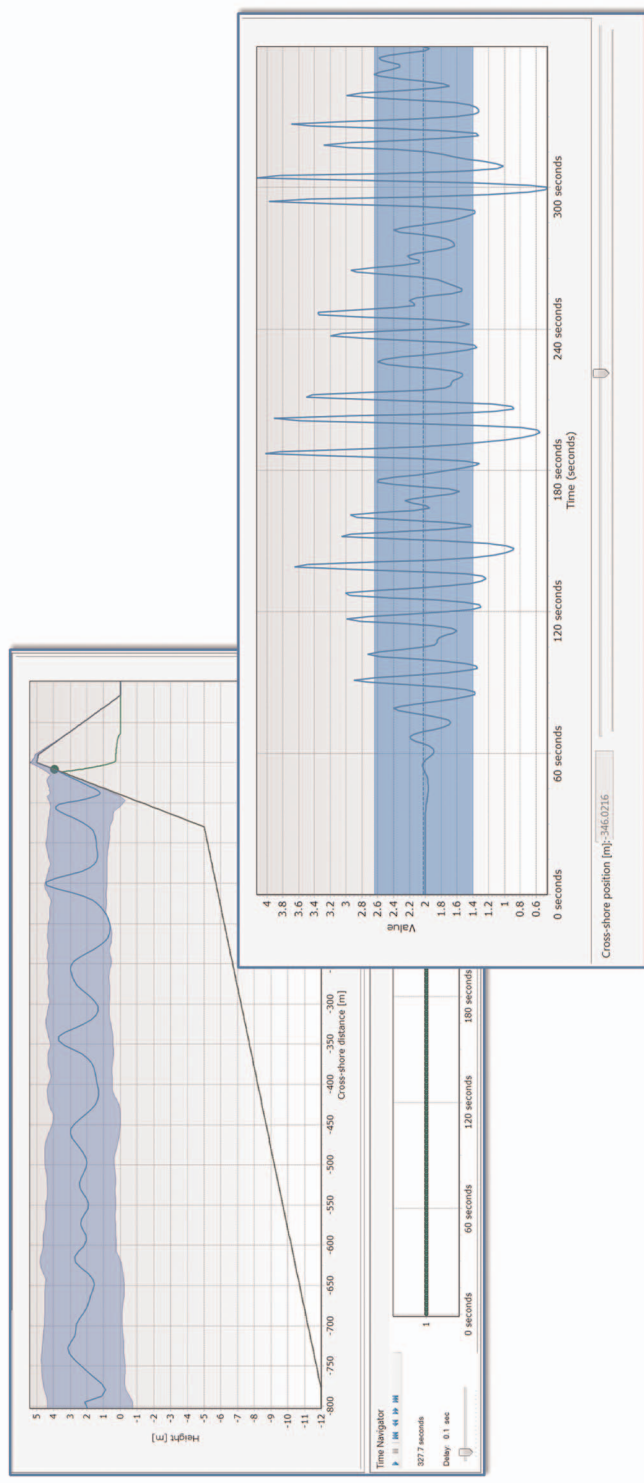 5
4
3
2
1
0
-1
-2
-3
-4
-5
-6
-7
-8
-9
-10
-11
-12
Height [m]
-800
-750
-700
-650
-600
-550
-500
-450
-400
-350
-300
Cross-shore distance [m]
Time Navigator
327.7 seconds
Delay: 0.1 sec
1
0 seconds
60 seconds
120 seconds
180 seconds
4
3.8
3.6
3.4
3.2
3
2.8
2.6
2.4
2.2
2
1.8
1.6
1.4
1.2
1
0.8
0.6
Value
0 seconds
60 seconds
120 seconds
180 seconds
240 seconds
300 seconds
Time (seconds)
Cross-shore position [m]:-346.0216